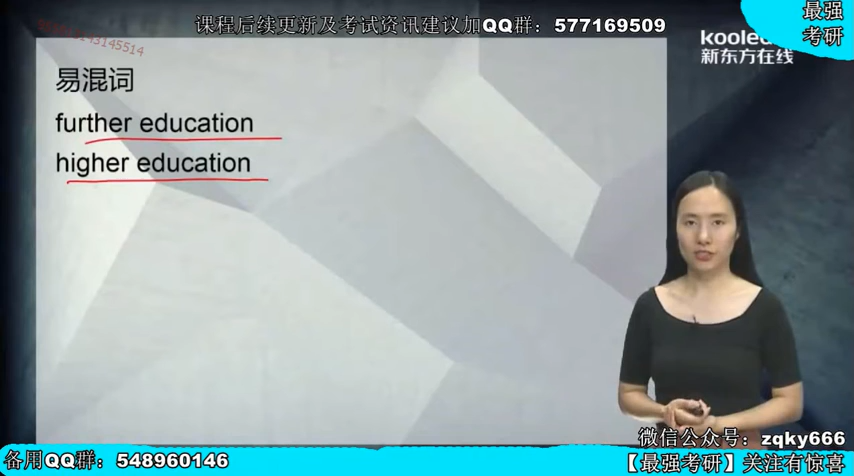 课程后续更新及考试资讯建议加QQ群：577169509
最强
考研
新东方在线
易混词
further education
higher education
微信公众号：zqky666
备用QQ群：548960146
【最强考研】关注有惊喜